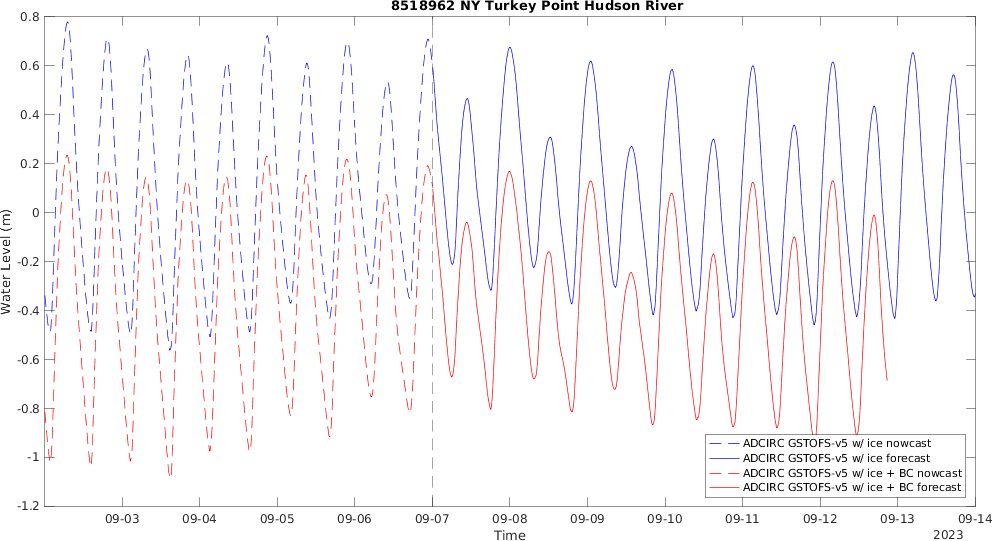 8518962 NY Turkey Point Hudson River
0.8
0.6
0.4
0.2
0
-0.2
-0.4
-0.6
-0.8
-1
-1.2
Water Level (m)
ADCIRC GSTOFS-v5 w/ ice nowcast
ADCIRC GSTOFS-v5 w/ ice forecast
ADCIRC GSTOFS-v5 w/ ice + BC nowcast
ADCIRC GSTOFS-v5 w/ ice + BC forecast
09-03 09-04 09-05 09-06 09-07 09-08 09-09 09-10 09-11 09-12 09-13 09-14
Time
2023